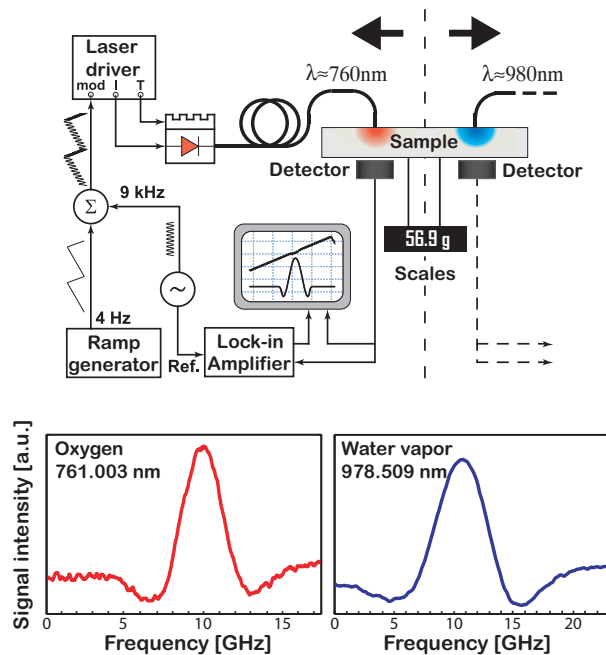 Laser
driver
mod I T
λ≈760nm
λ≈980nm
Sample
Detector
Detector
9 kHz
Σ
56.9 g
Scales
~
4 Hz
Ramp
generator
Ref.
Lock-in
Amplifier
Signal intensity [a.u.]
Oxygen
761.003 nm
0 5 10 15
Frequency [GHz]
Water vapor
978.509 nm
0 5 10 15 20
Frequency [GHz]